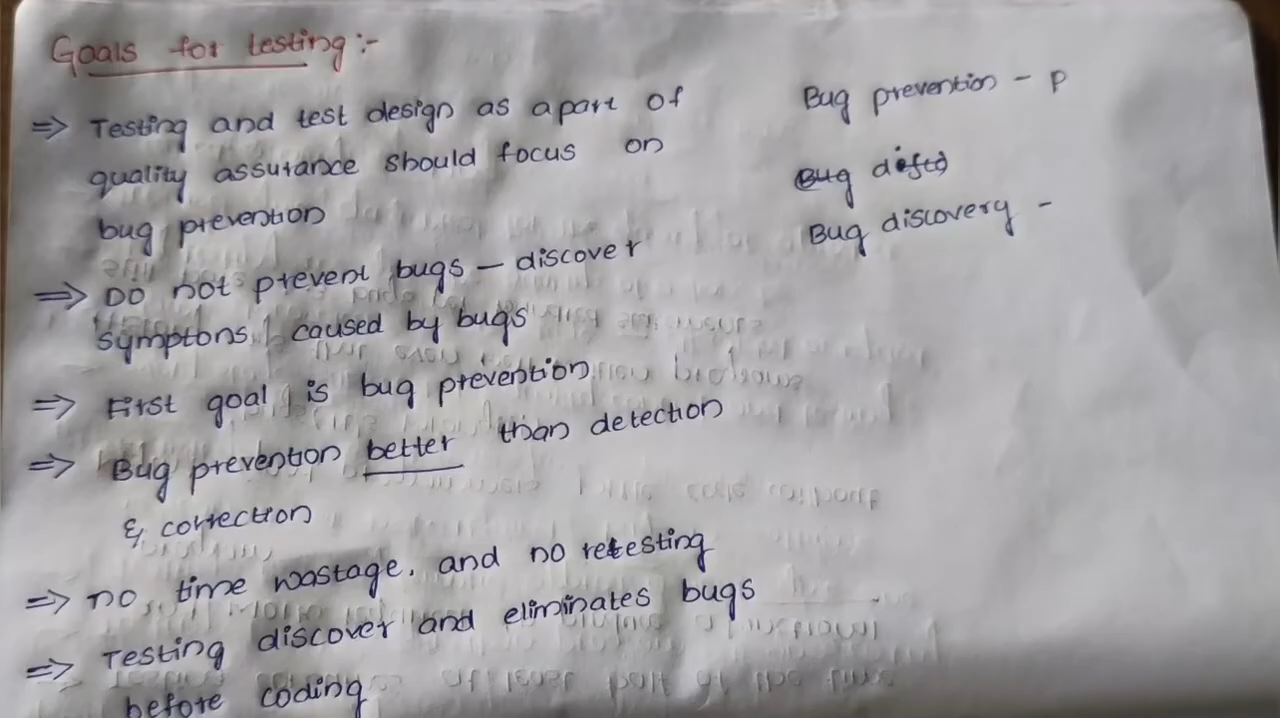 Goals for testing :-
=> Testing and test design as a part of
quality assurance should focus on
bug prevention
=> Do not prevent bugs – discover
symptons caused by bugs
=> First goal is bug prevention
=> Bug prevention better than detection
& correction
=> no time wastage. and no retesting
=> Testing discover and eliminates bugs
before coding
Bug prevention – P
Bug
Bug discovery –